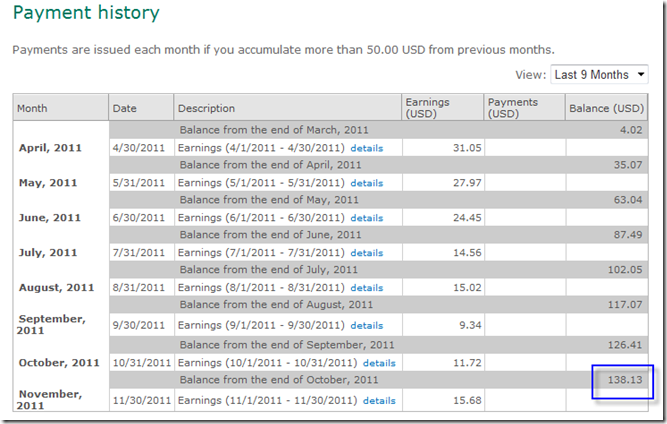 Payment history
Payments are issued each month if you accumulate more than 50.00 USD from previous months.
View: Last 9 Months
Month Date Description Earnings (USD) Payments (USD) Balance (USD)
Balance from the end of March, 2011 4.02
April, 2011 4/30/2011 Earnings (4/1/2011 - 4/30/2011) details 31.05
Balance from the end of April, 2011 35.07
May, 2011 5/31/2011 Earnings (5/1/2011 - 5/31/2011) details 27.97
Balance from the end of May, 2011 63.04
June, 2011 6/30/2011 Earnings (6/1/2011 - 6/30/2011) details 24.45
Balance from the end of June, 2011 87.49
July, 2011 7/31/2011 Earnings (7/1/2011 - 7/31/2011) details 14.56
Balance from the end of July, 2011 102.05
August, 2011 8/31/2011 Earnings (8/1/2011 - 8/31/2011) details 15.02
Balance from the end of August, 2011 117.07
September, 2011 9/30/2011 Earnings (9/1/2011 - 9/30/2011) details 9.34
Balance from the end of September, 2011 126.41
October, 2011 10/31/2011 Earnings (10/1/2011 - 10/31/2011) details 11.72
Balance from the end of October, 2011 138.13
November, 2011 11/30/2011 Earnings (11/1/2011 - 11/30/2011) details 15.68